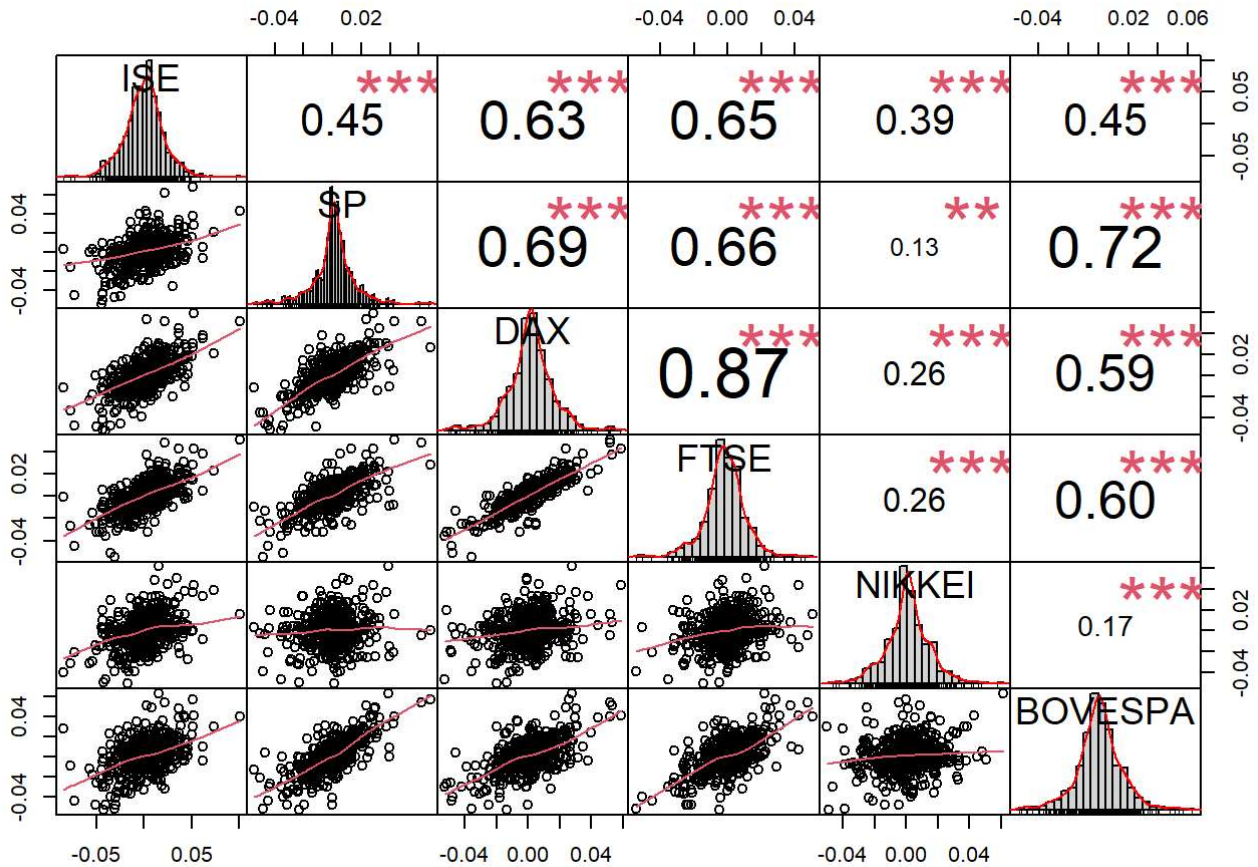 -0.04 0.02 -0.04 0.00 0.04 -0.04 0.02 0.06
ISE *** 0.45 *** 0.63 *** 0.65 *** 0.39 *** 0.45 -0.05 0.05
-0.04 0.04 SP *** 0.69 *** 0.66 ** 0.13 *** 0.72
DAX *** 0.87 *** 0.26 *** 0.59 -0.04 0.02
-0.04 0.02 FTSE *** 0.26 *** 0.60
NIKKEI *** 0.17 -0.04 0.02
-0.04 0.04 BOVESPA
-0.05 0.05 -0.04 0.00 0.04 -0.04 0.00 0.04